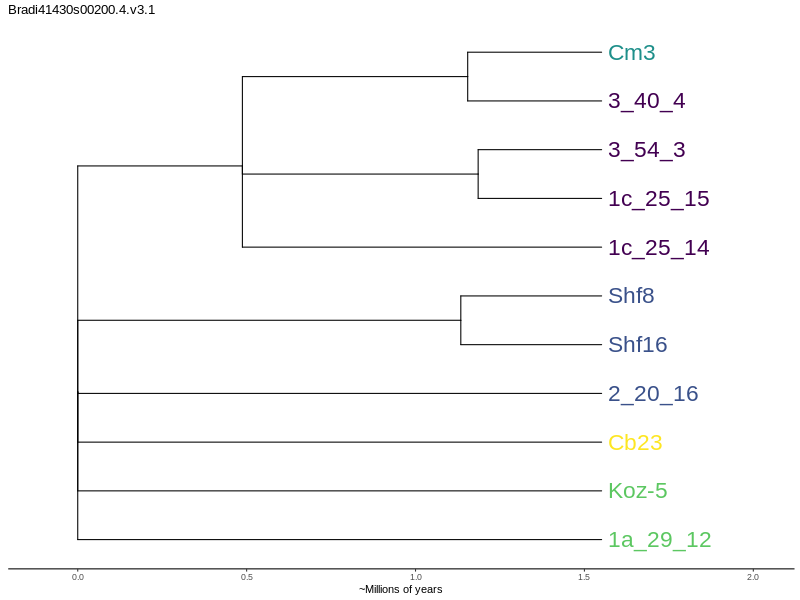 Bradi41430s00200.4.v3.1
Cm3
3_40_4
3_54_3
1c_25_15
1c_25_14
Shf8
Shf16
2_20_16
Cb23
Koz-5
1a_29_12
0.0 0.5 1.0 1.5 2.0
~Millions of years